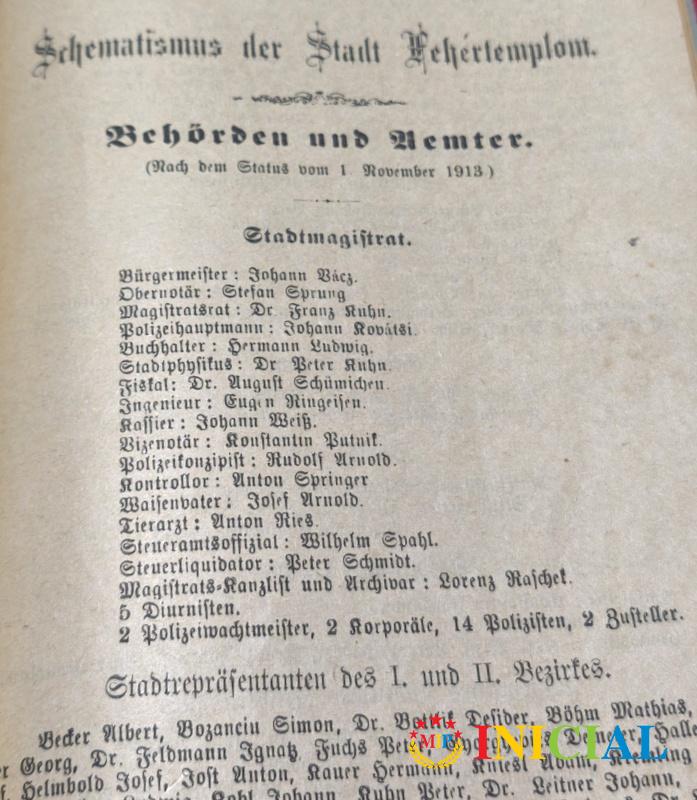 Schematismus der Stadt Fehértemplom.
Behörden und Aemter.
(Nach dem Status vom 1 November 1913)
Stadtmagistrat.
Bürgermeister: Johann Vácz.
Obernotär: Stefan Sprung
Magistratsrat: Dr. Franz Kuhn.
Polizeihauptmann: Johann Kovátsi.
Buchhalter: Hermann Ludwig.
Stadtphysikus: Dr Peter Kuhn.
Fiskal: Dr. August Schümichen.
Ingenieur: Eugen Ringeisen.
Kassier: Johann Weiß.
Vizenotär: Konstantin Putnik.
Polizeikonzipist: Rudolf Arnold.
Kontrollor: Anton Springer
Waisenvater: Josef Arnold.
Tierarzt: Anton Ries.
Steueramtsoffizial: Wilhelm Spahl.
Steuerliquidator: Peter Schmidt.
Magistrats-Kanzlist und Archivar: Lorenz Raschek.
5 Diurnisten.
2 Polizeiwachtmeister, 2 Korporäle, 14 Polizisten, 2 Zusteller.
Stadtrepräsentanten des I. und II. Bezirkes.
Becker Albert, Bozanciu Simon, Dr. Desider, Böhm Mathias,
Georg, Dr. Feldmann Ignatz Fuchs
Helmbold Josef, Jost Anton, Kauer Hermann, Kniesl
Johann, Kuhn Peter, Dr. Leitner Johann,
MB INICIAL